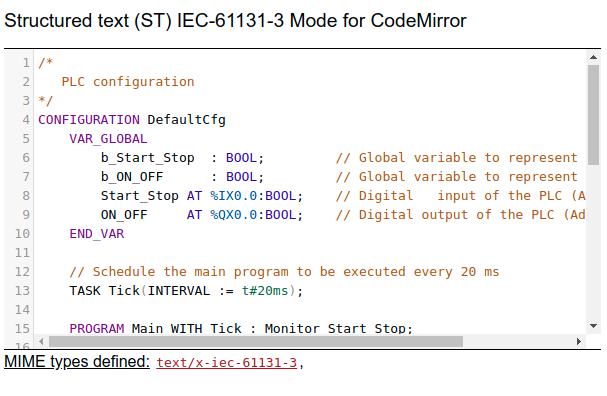 Structured text (ST) IEC-61131-3 Mode for CodeMirror
1 /*
2    PLC configuration
3 */
4 CONFIGURATION DefaultCfg
5     VAR_GLOBAL
6         b_Start_Stop  : BOOL;         // Global variable to represent
7         b_ON_OFF      : BOOL;         // Global variable to represent
8         Start_Stop AT %IX0.0:BOOL;    // Digital   input of the PLC (A
9         ON_OFF     AT %QX0.0:BOOL;    // Digital output of the PLC (Ad
10     END_VAR
11
12     // Schedule the main program to be executed every 20 ms
13     TASK Tick(INTERVAL := t#20ms);
14
15     PROGRAM Main WITH Tick : Monitor_Start_Stop;
16
MIME types defined: text/x-iec-61131-3,